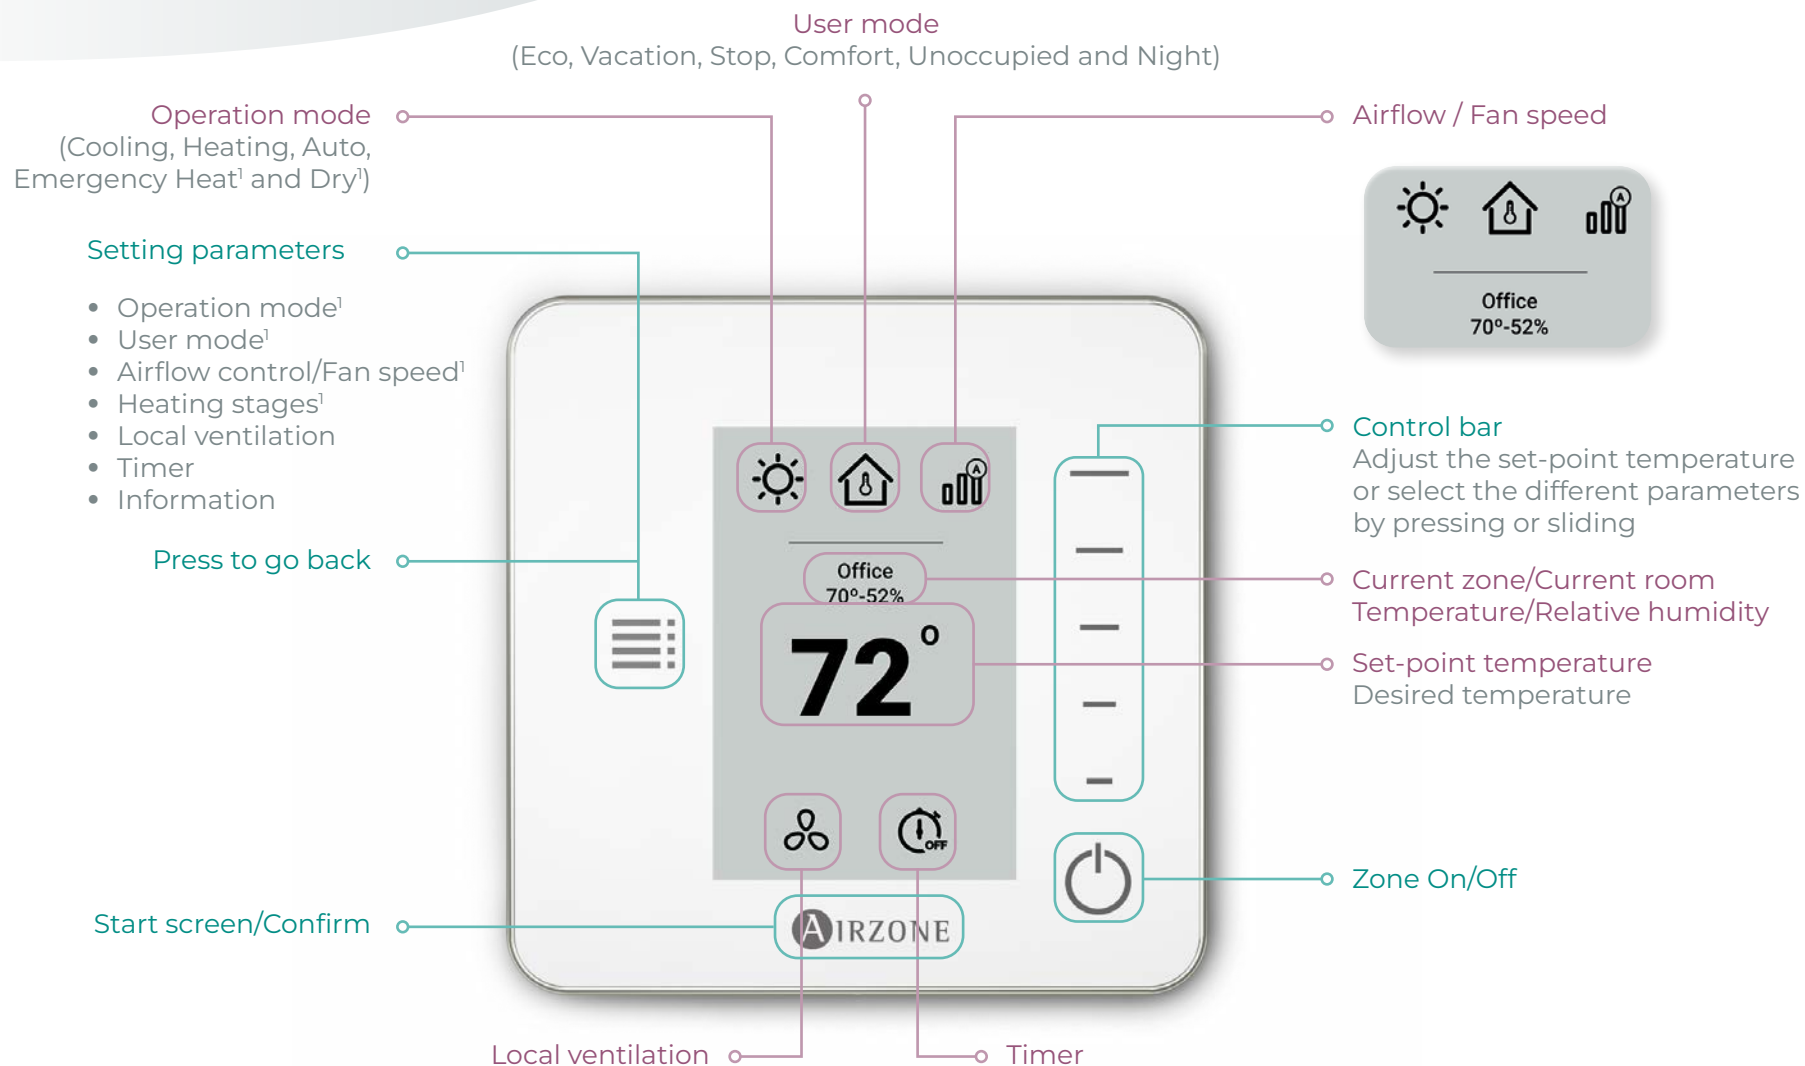 User mode
(Eco, Vacation, Stop, Comfort, Unoccupied and Night)
Operation mode
(Cooling, Heating, Auto,
Emergency Heat¹ and Dry¹)
Airflow / Fan speed
A
Office
70º-52%
Setting parameters
• Operation mode¹
• User mode¹
• Airflow control/Fan speed¹
• Heating stages¹
• Local ventilation
• Timer
• Information
Press to go back
A
Office
70º-52%
72º
OFF
AIRZONE
Control bar
Adjust the set-point temperature
or select the different parameters
by pressing or sliding
Current zone/Current room
Temperature/Relative humidity
Set-point temperature
Desired temperature
Zone On/Off
Start screen/Confirm
Local ventilation
Timer